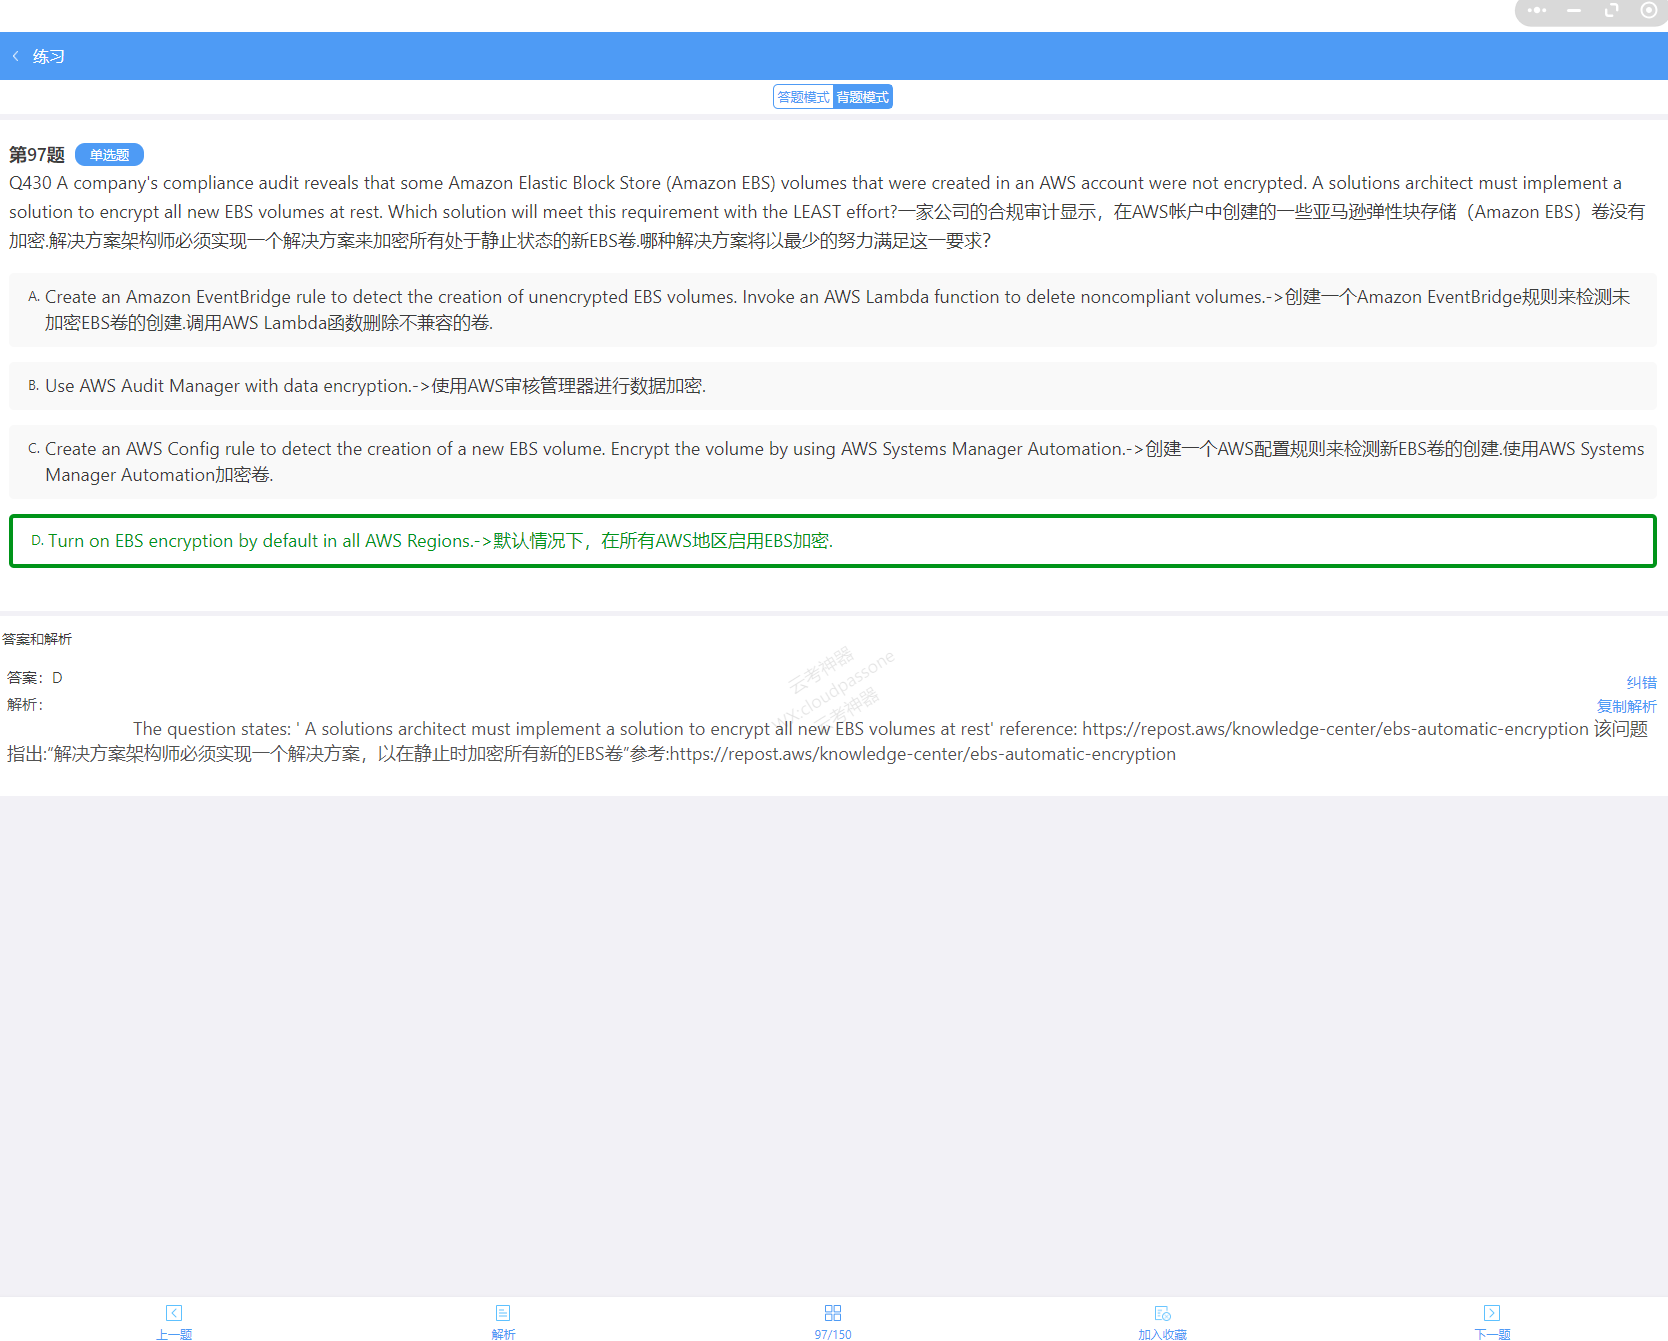 练习
答题模式 背题模式
第97题 单选题
Q430 A company's compliance audit reveals that some Amazon Elastic Block Store (Amazon EBS) volumes that were created in an AWS account were not encrypted. A solutions architect must implement a
solution to encrypt all new EBS volumes at rest. Which solution will meet this requirement with the LEAST effort?一家公司的合规审计显示，在AWS帐户中创建的一些亚马逊弹性块存储（Amazon EBS）卷没有
加密.解决方案架构师必须实现一个解决方案来加密所有处于静止状态的新EBS卷.哪种解决方案将以最少的努力满足这一要求?
A. Create an Amazon EventBridge rule to detect the creation of unencrypted EBS volumes. Invoke an AWS Lambda function to delete noncompliant volumes.->创建一个Amazon EventBridge规则来检测未
加密EBS卷的创建.调用AWS Lambda函数删除不兼容的卷.
B. Use AWS Audit Manager with data encryption.->使用AWS审核管理器进行数据加密.
C. Create an AWS Config rule to detect the creation of a new EBS volume. Encrypt the volume by using AWS Systems Manager Automation.->创建一个AWS配置规则来检测新EBS卷的创建.使用AWS Systems
Manager Automation加密卷.
D. Turn on EBS encryption by default in all AWS Regions.->默认情况下，在所有AWS地区启用EBS加密.
答案和解析
云考神器
WX:cloudpassone
云考神器
答案：D
纠错
解析：
复制解析
The question states: ' A solutions architect must implement a solution to encrypt all new EBS volumes at rest' reference: https://repost.aws/knowledge-center/ebs-automatic-encryption 该问题
指出:“解决方案架构师必须实现一个解决方案，以在静止时加密所有新的EBS卷”参考:https://repost.aws/knowledge-center/ebs-automatic-encryption
上一题 解析 97/150 加入收藏 下一题